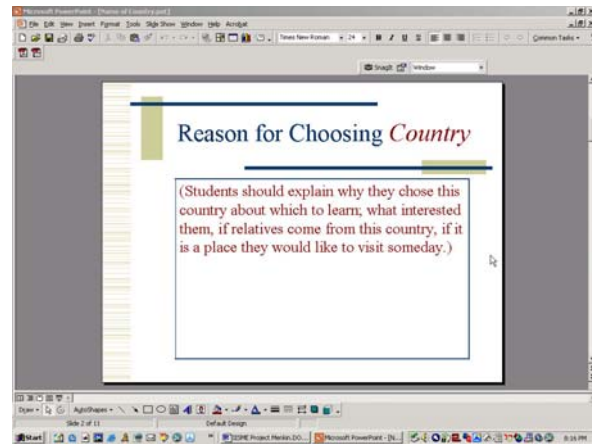 Microsoft PowerPoint - [Name of Country.ppt]
File Edit View Insert Format Tools Slide Show Window Help Acrobat
Times New Roman 24 B I U S Common Tasks
SnagIt Window
Reason for Choosing Country
(Students should explain why they chose this
country about which to learn; what interested
them, if relatives come from this country, if it
is a place they would like to visit someday.)
Draw AutoShapes
Slide 2 of 11 Default Design
Start Microsoft PowerPoint - [N... 8:16 PM